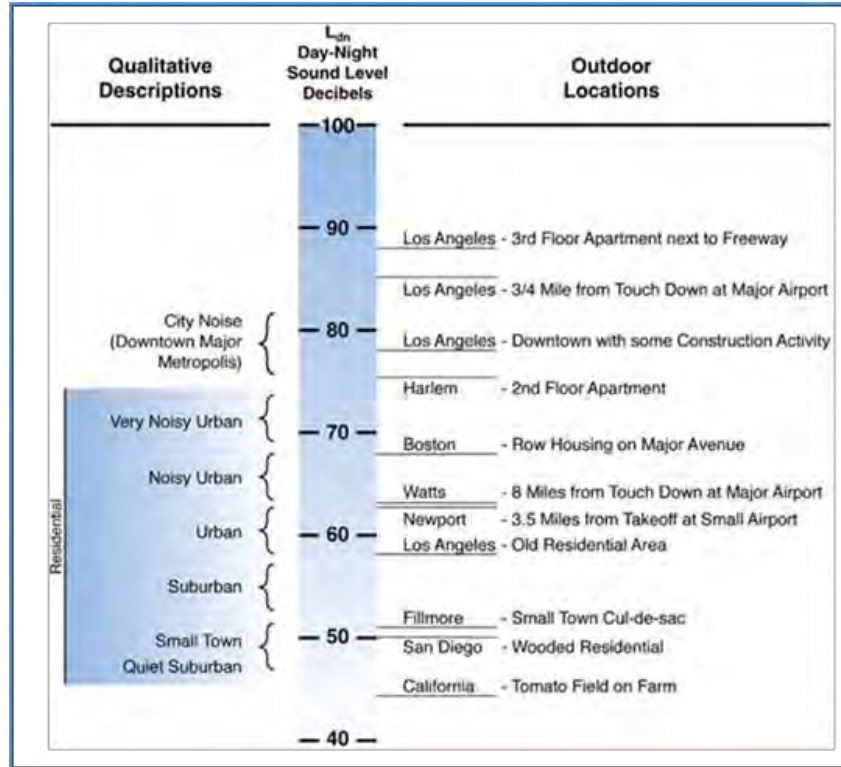 Qualitative
Descriptions
Ldn
Day-Night
Sound Level
Decibels
Outdoor
Locations
100
90
Los Angeles - 3rd Floor Apartment next to Freeway
Los Angeles - 3/4 Mile from Touch Down at Major Airport
City Noise
(Downtown Major
Metropolis)
80
Los Angeles - Downtown with some Construction Activity
Harlem - 2nd Floor Apartment
Very Noisy Urban
70
Boston - Row Housing on Major Avenue
Noisy Urban
Watts - 8 Miles from Touch Down at Major Airport
Newport - 3.5 Miles from Takeoff at Small Airport
Urban
60
Los Angeles - Old Residential Area
Residential
Suburban
Fillmore - Small Town Cul-de-sac
Small Town
50
San Diego - Wooded Residential
Quiet Suburban
California - Tomato Field on Farm
40